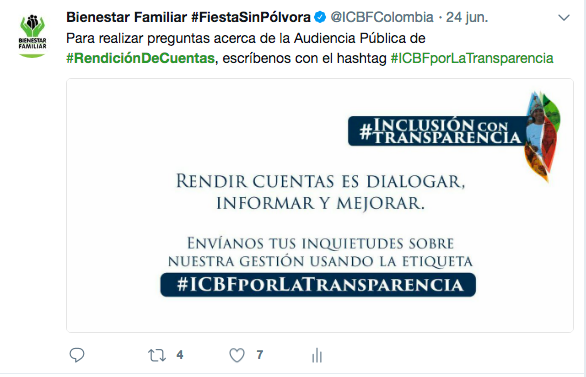 Bienestar Familiar #FiestaSinPólvora @ICBFColombia · 24 jun.
Para realizar preguntas acerca de la Audiencia Pública de
#RendiciónDeCuentas, escríbenos con el hashtag #ICBFporLaTransparencia
BIENESTAR
FAMILIAR
#INCLUSIÓN CON
TRANSPARENCIA
RENDIR CUENTAS ES DIALOGAR,
INFORMAR Y MEJORAR.
ENVÍANOS TUS INQUIETUDES SOBRE
NUESTRA GESTIÓN USANDO LA ETIQUETA
#ICBFPORLATRANSPARENCIA
4 7